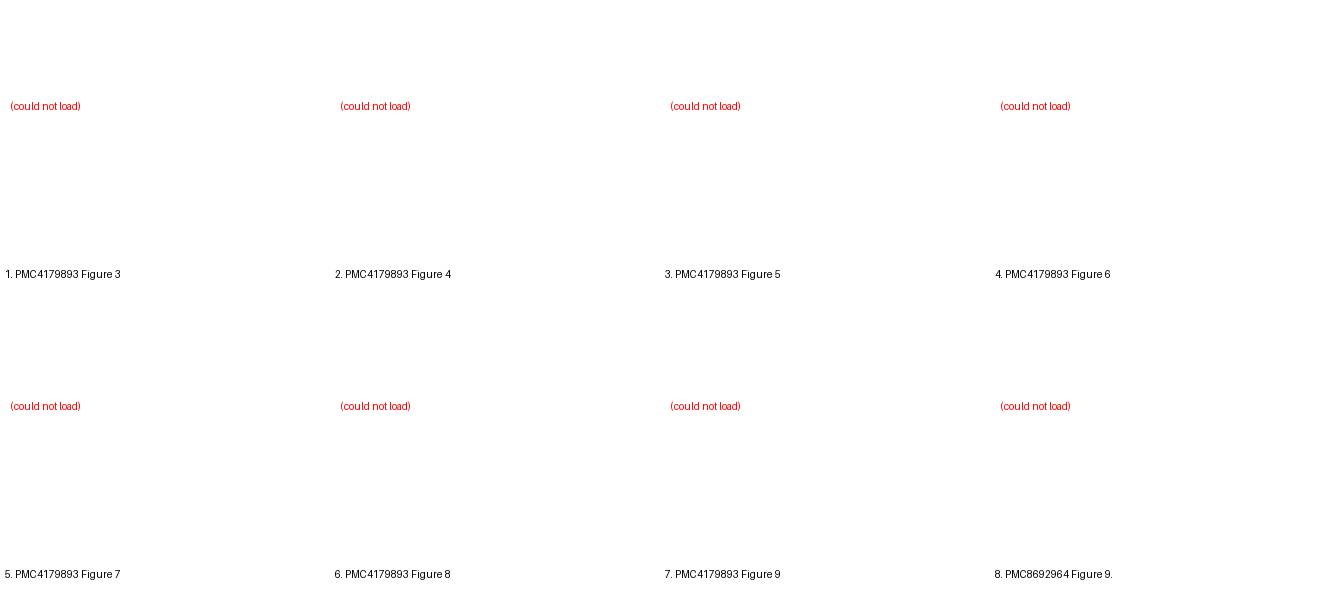 (could not load) (could not load) (could not load) (could not load)
1. PMC4179893 Figure 3 2. PMC4179893 Figure 4 3. PMC4179893 Figure 5 4. PMC4179893 Figure 6
(could not load) (could not load) (could not load) (could not load)
5. PMC4179893 Figure 7 6. PMC4179893 Figure 8 7. PMC4179893 Figure 9 8. PMC8692964 Figure 9.